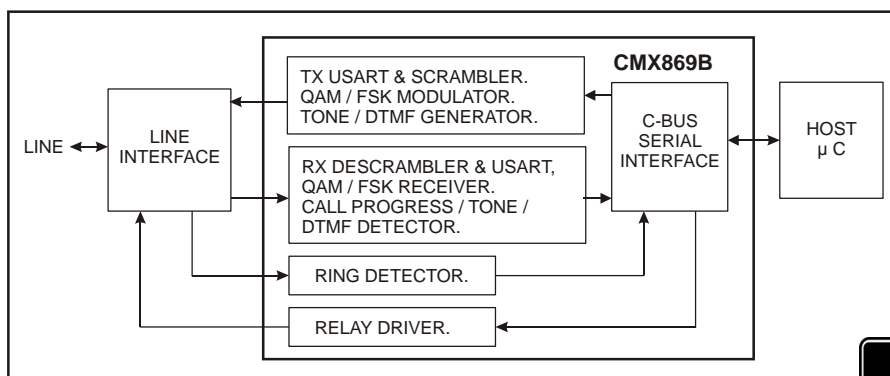 CMX869B
TX USART & SCRAMBLER.
QAM / FSK MODULATOR.
TONE / DTMF GENERATOR.
LINE
LINE
INTERFACE
C-BUS
SERIAL
INTERFACE
HOST
µ C
RX DESCRAMBLER & USART,
QAM / FSK RECEIVER.
CALL PROGRESS / TONE /
DTMF DETECTOR.
RING DETECTOR.
RELAY DRIVER.